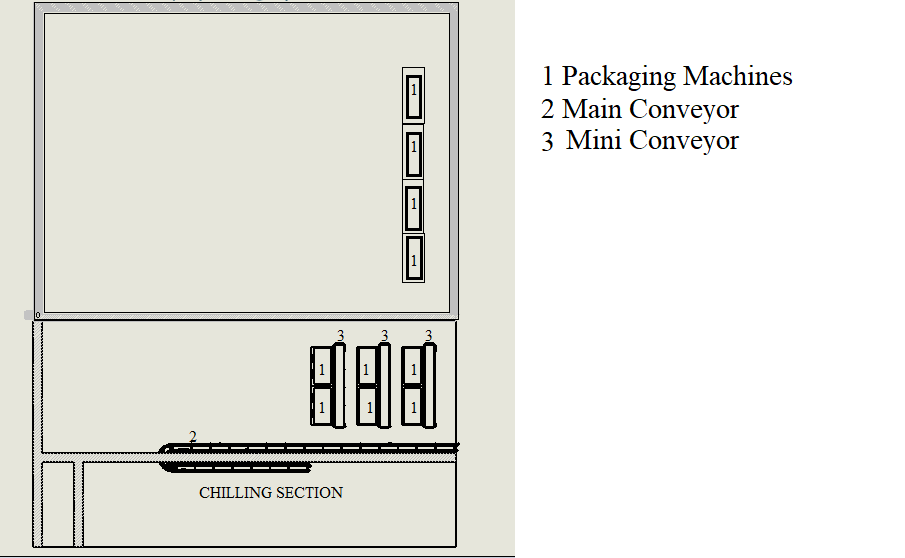 1 Packaging Machines
2 Main Conveyor
3 Mini Conveyor
1
1
1
1
0
3 3 3
1 1 1
1 1 1
2
CHILLING SECTION